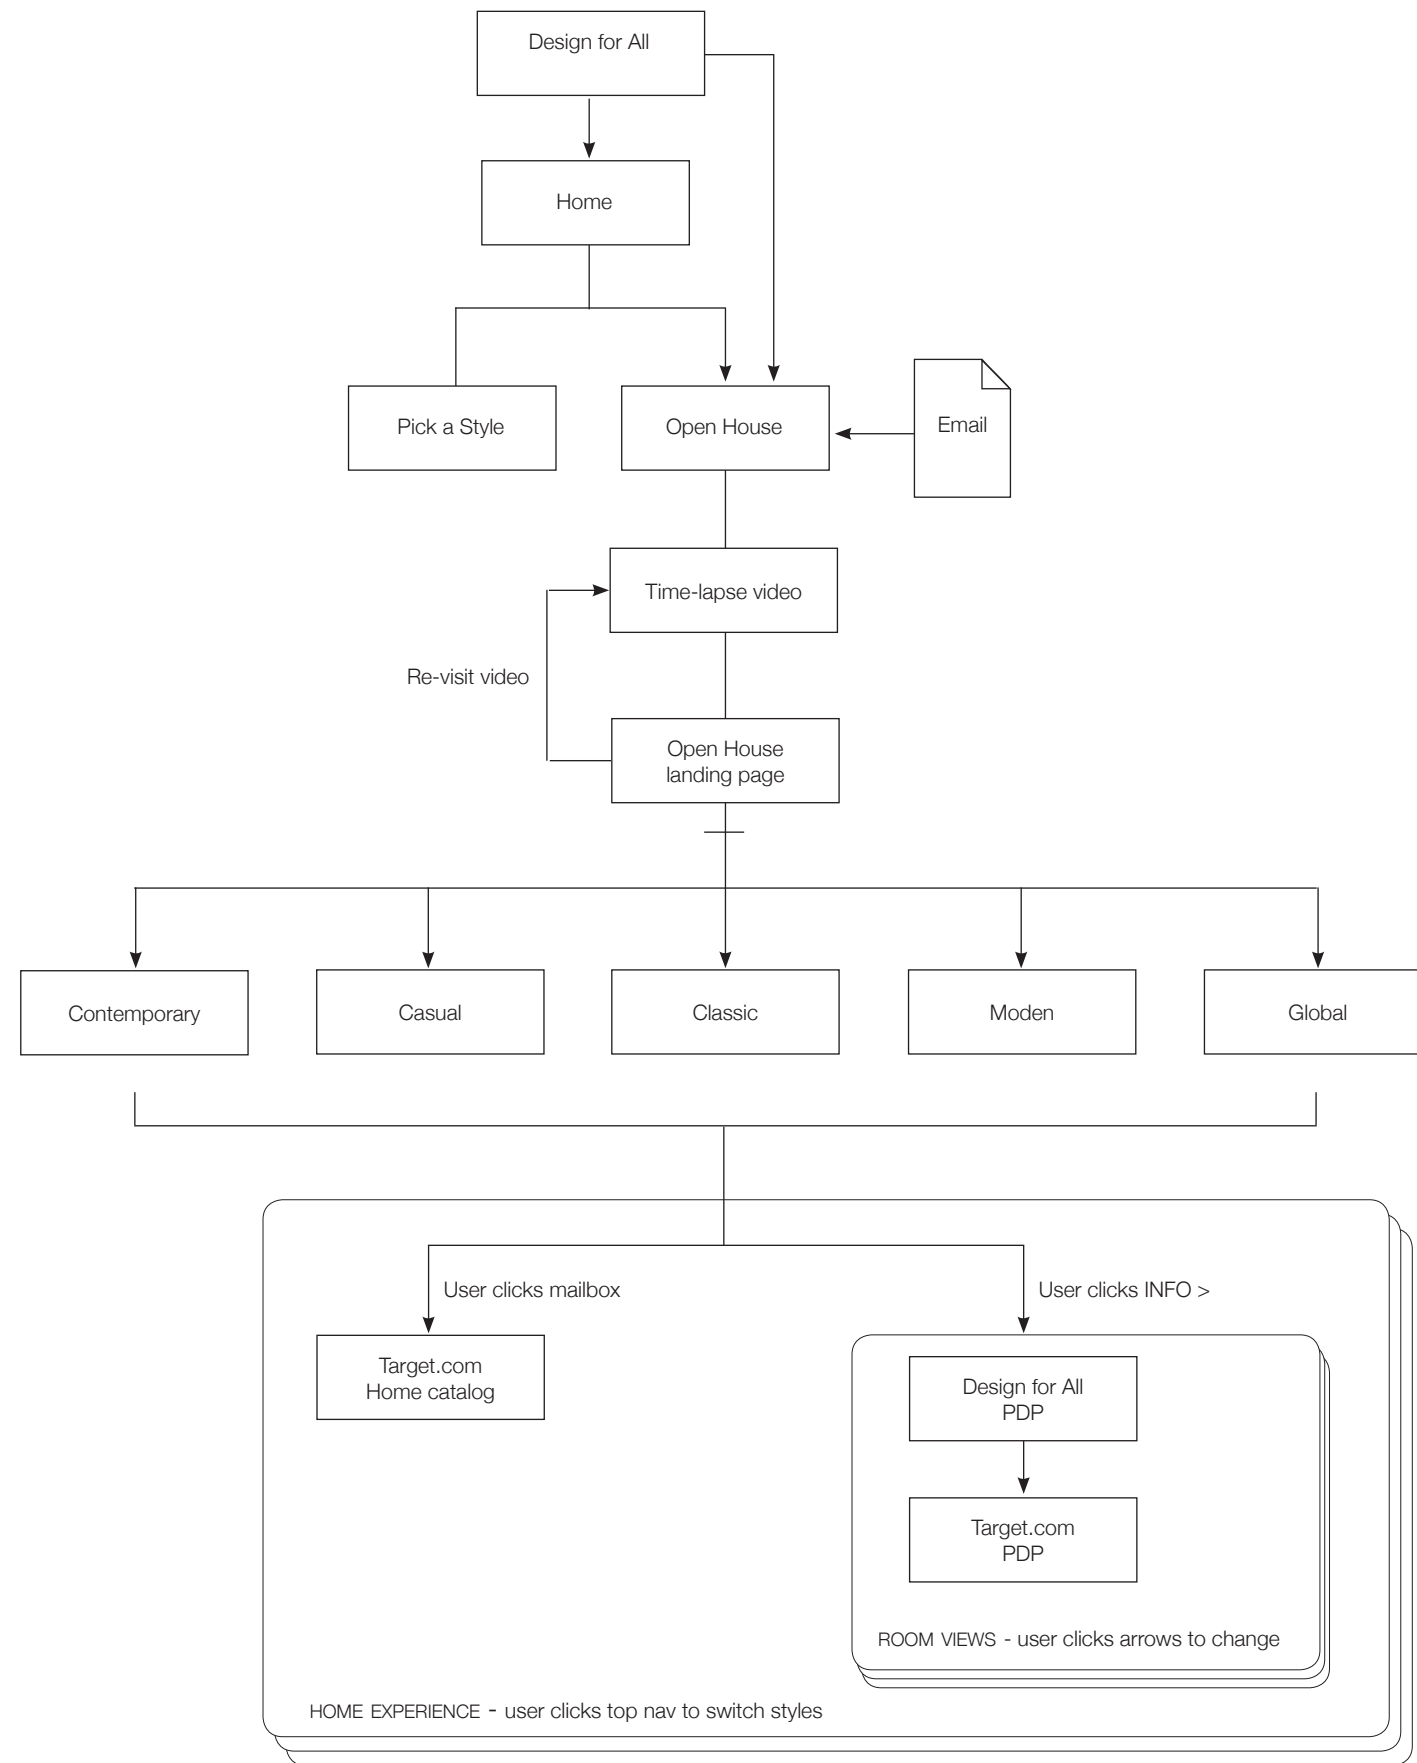 Design for All
Home
Pick a Style
Open House
Email
Time-lapse video
Re-visit video
Open House
landing page
Contemporary
Casual
Classic
Moden
Global
User clicks mailbox
User clicks INFO >
Target.com
Home catalog
Design for All
PDP
Target.com
PDP
ROOM VIEWS - user clicks arrows to change
HOME EXPERIENCE - user clicks top nav to switch styles